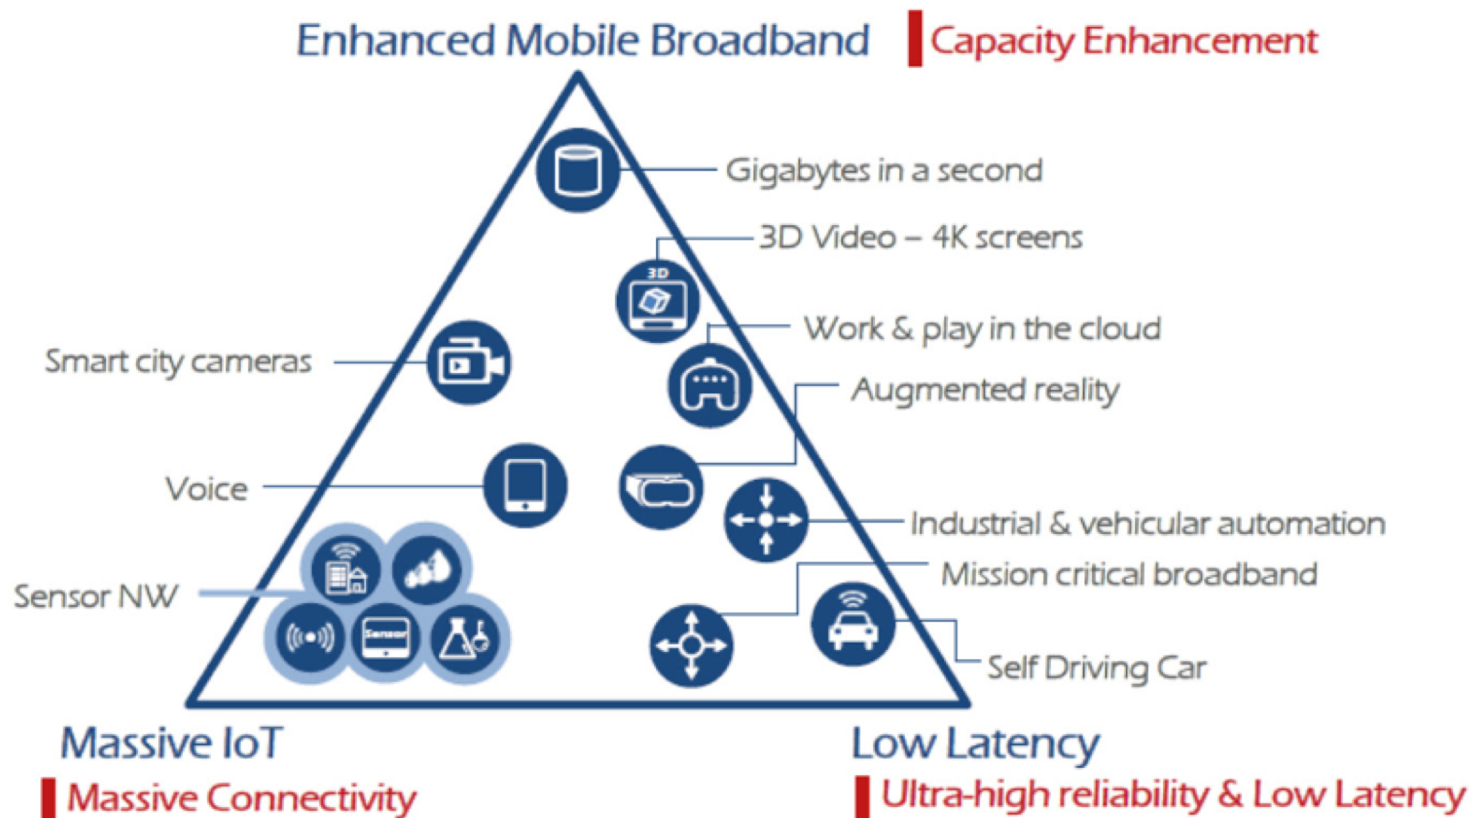 Enhanced Mobile Broadband
Capacity Enhancement
Gigabytes in a second
3D Video – 4K screens
3D
Work & play in the cloud
Smart city cameras
Augmented reality
Voice
Industrial & vehicular automation
Mission critical broadband
Sensor NW
Sensor
Self Driving Car
Massive IoT
Low Latency
Massive Connectivity
Ultra-high reliability & Low Latency